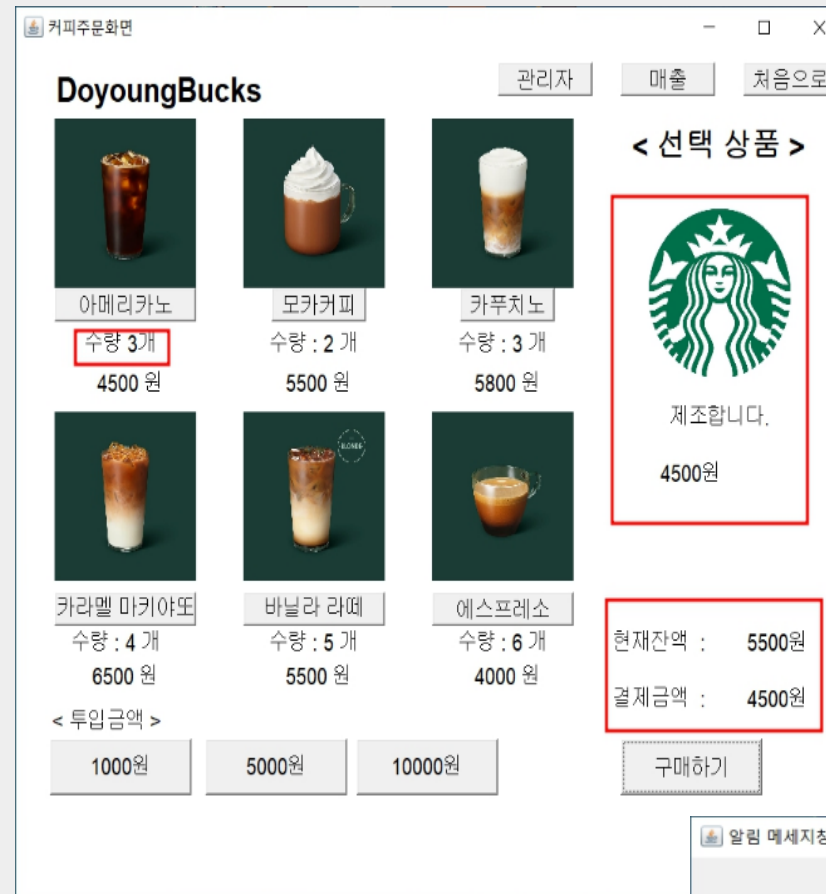 커피주문화면
DoyoungBucks
관리자 매출 처음으로
< 선택 상품 >
BLONDE
아메리카노 모카커피 카푸치노
수량 3개 수량 : 2 개 수량 : 3 개
4500 원 5500 원 5800 원
제조합니다.
4500원
카라멜 마키야또 바닐라 라떼 에스프레소
수량 : 4 개 수량 : 5 개 수량 : 6 개
6500 원 5500 원 4000 원
현재잔액 : 5500원
결제금액 : 4500원
< 투입금액 >
1000원 5000원 10000원 구매하기
알림 메세지창